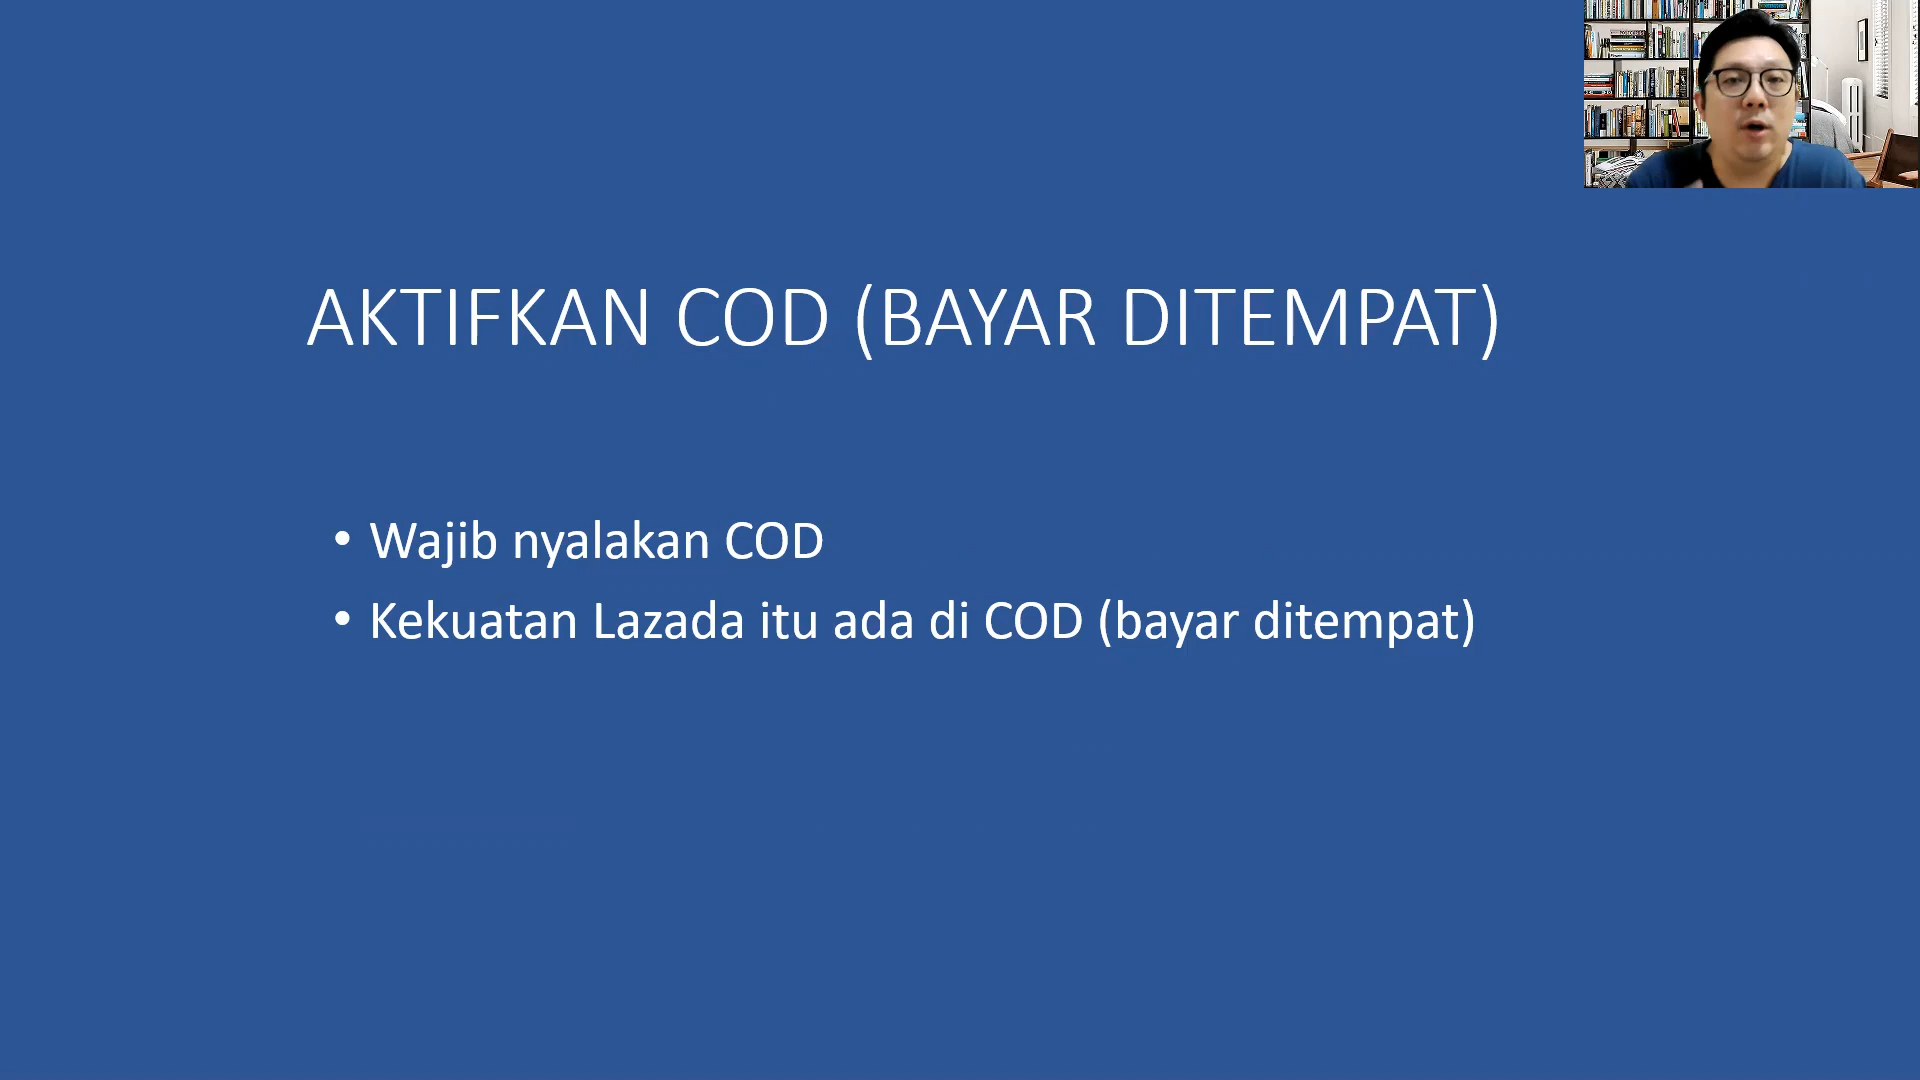 AKTIFKAN COD (BAYAR DITEMPAT)
• Wajib nyalakan COD
• Kekuatan Lazada itu ada di COD (bayar ditempat)